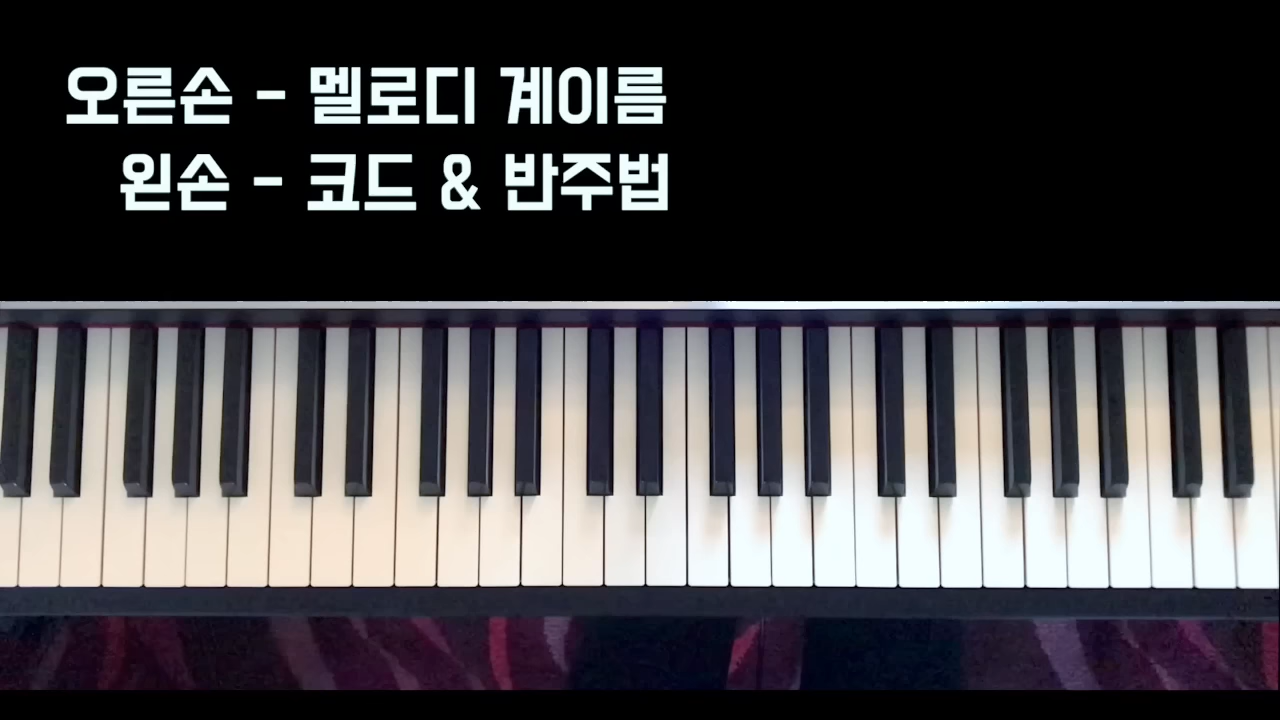 오른손 - 멜로디 계이름
왼손 - 코드 & 반주법